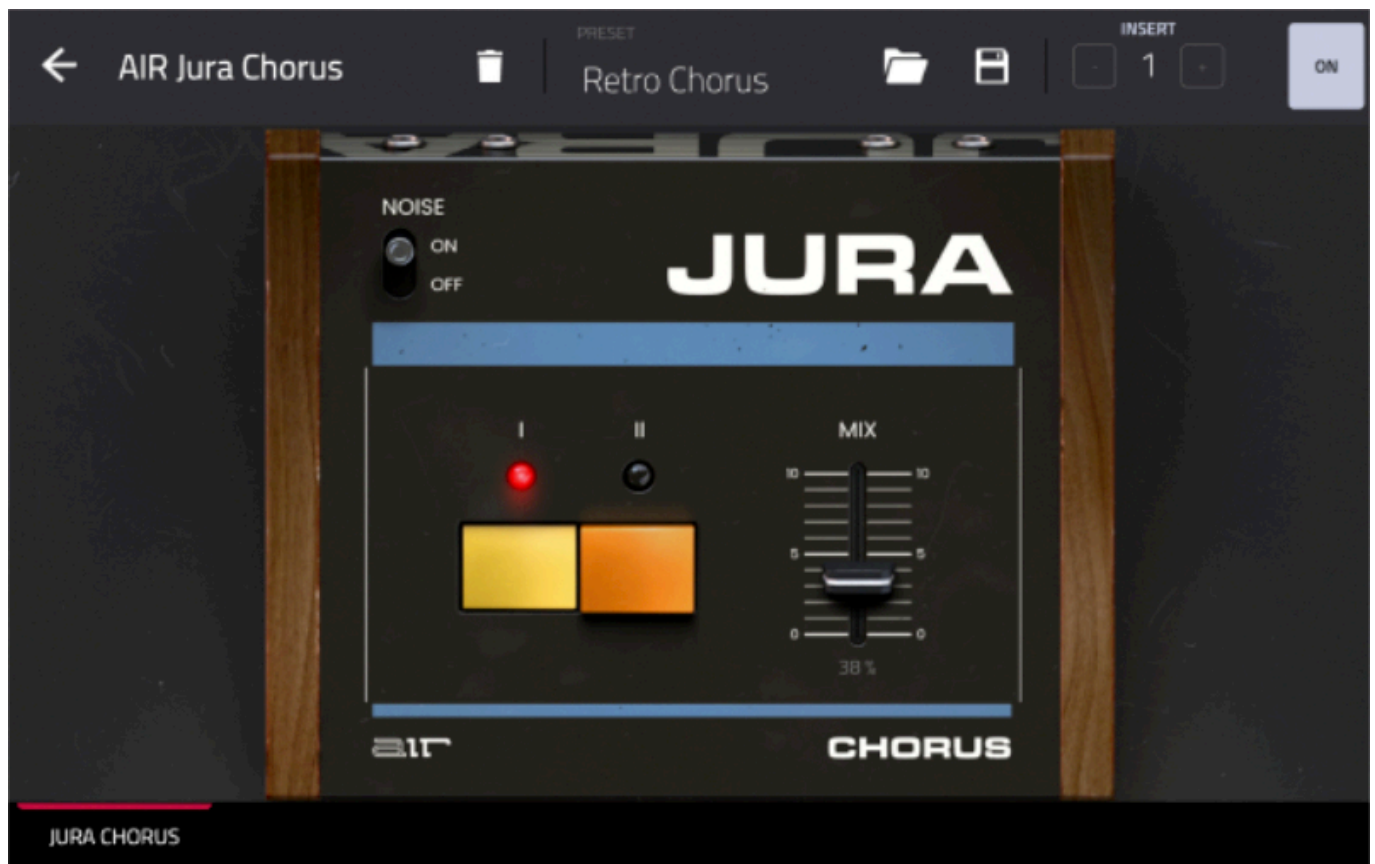 AIR Jura Chorus
PRESET
Retro Chorus
INSERT
- 1 +
ON
NOISE
ON
OFF
JURA
I II MIX
10 10
5 5
0 0
38 %
air CHORUS
JURA CHORUS